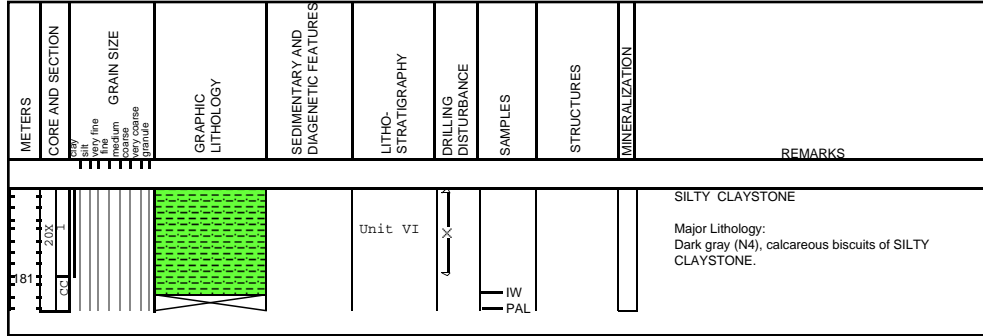 METERS
CORE AND SECTION
GRAIN SIZE
clay
silt
very fine
fine
medium
coarse
very coarse
granule
GRAPHIC
LITHOLOGY
SEDIMENTARY AND
DIAGENETIC FEATURES
LITHO-
STRATIGRAPHY
DRILLING
DISTURBANCE
SAMPLES
STRUCTURES
MINERALIZATION
REMARKS
181
20X
1
CC
Unit VI
X
IW
PAL
SILTY CLAYSTONE
Major Lithology:
Dark gray (N4), calcareous biscuits of SILTY
CLAYSTONE.